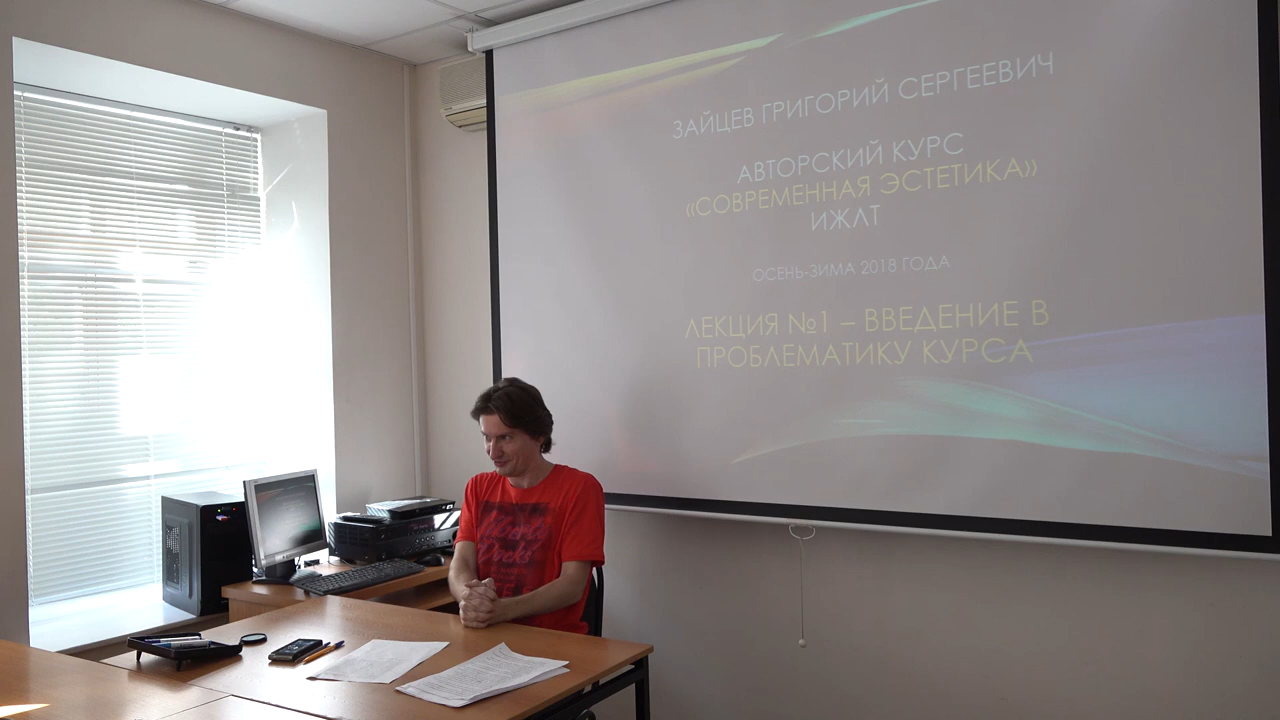 ЗАЙЦЕВ ГРИГОРИЙ СЕРГЕЕВИЧ
АВТОРСКИЙ КУРС
«СОВРЕМЕННАЯ ЭСТЕТИКА»
ИЖЛТ
ОСЕНЬ-ЗИМА 2018 ГОДА
ЛЕКЦИЯ №1 – ВВЕДЕНИЕ В
ПРОБЛЕМАТИКУ КУРСА